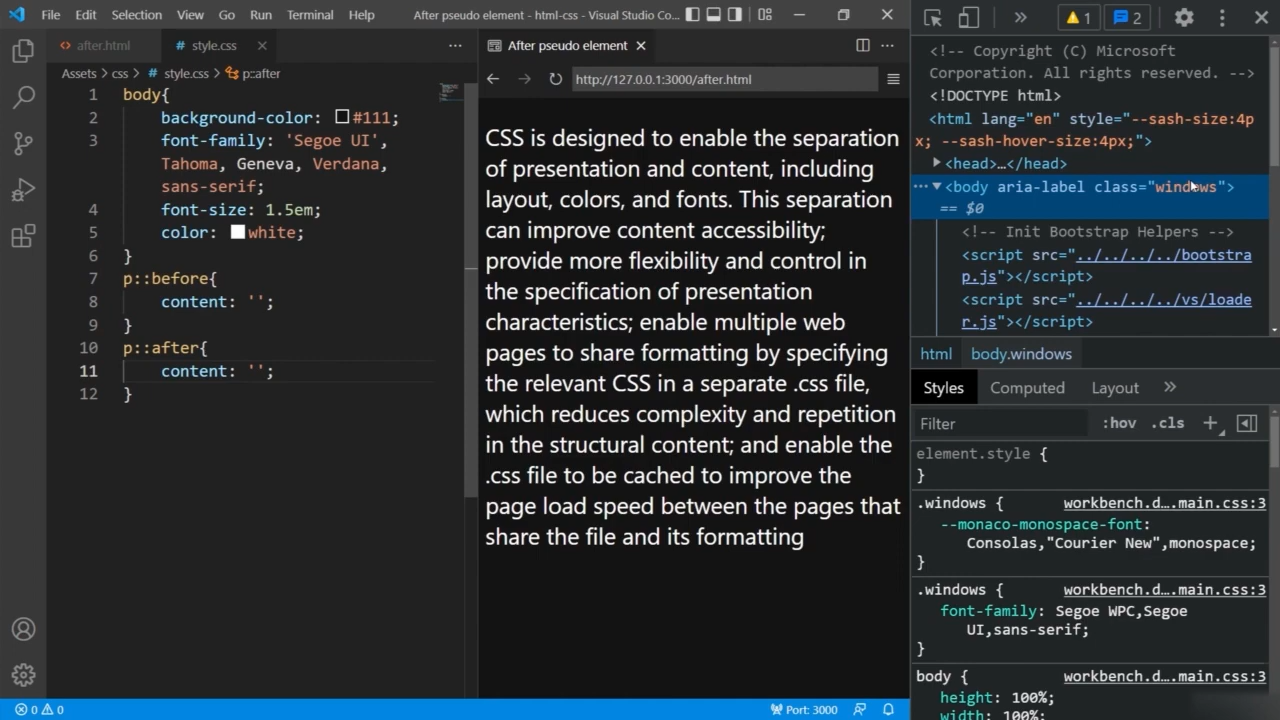 File Edit Selection View Go Run Terminal Help After pseudo element - html-css - Visual Studio Co...
1 2
after.html # style.css
After pseudo element
Assets > css > # style.css > p::after
http://127.0.0.1:3000/after.html
1 body{
2 background-color: #111;
3 font-family: 'Segoe UI',
Tahoma, Geneva, Verdana,
sans-serif;
4 font-size: 1.5em;
5 color: white;
6 }
7 p::before{
8 content: '';
9 }
10 p::after{
11 content: '';
12 }
CSS is designed to enable the separation
of presentation and content, including
layout, colors, and fonts. This separation
can improve content accessibility;
provide more flexibility and control in
the specification of presentation
characteristics; enable multiple web
pages to share formatting by specifying
the relevant CSS in a separate .css file,
which reduces complexity and repetition
in the structural content; and enable the
.css file to be cached to improve the
page load speed between the pages that
share the file and its formatting
<!-- Copyright (C) Microsoft
Corporation. All rights reserved. -->
<!DOCTYPE html>
<html lang="en" style="--sash-size:4p
x; --sash-hover-size:4px;">
<head>…</head>
<body aria-label class="windows">
== $0
<!-- Init Bootstrap Helpers -->
<script src="../../../../bootstra
p.js"></script>
<script src="../../../../vs/loade
r.js"></script>
html body.windows
Styles Computed Layout
Filter :hov .cls
element.style {
}
.windows { workbench.d….main.css:3
--monaco-monospace-font:
Consolas,"Courier New",monospace;
}
.windows { workbench.d….main.css:3
font-family: Segoe WPC,Segoe
UI,sans-serif;
}
body { workbench.d….main.css:3
height: 100%;
width: 100%;
0 0 Port: 3000